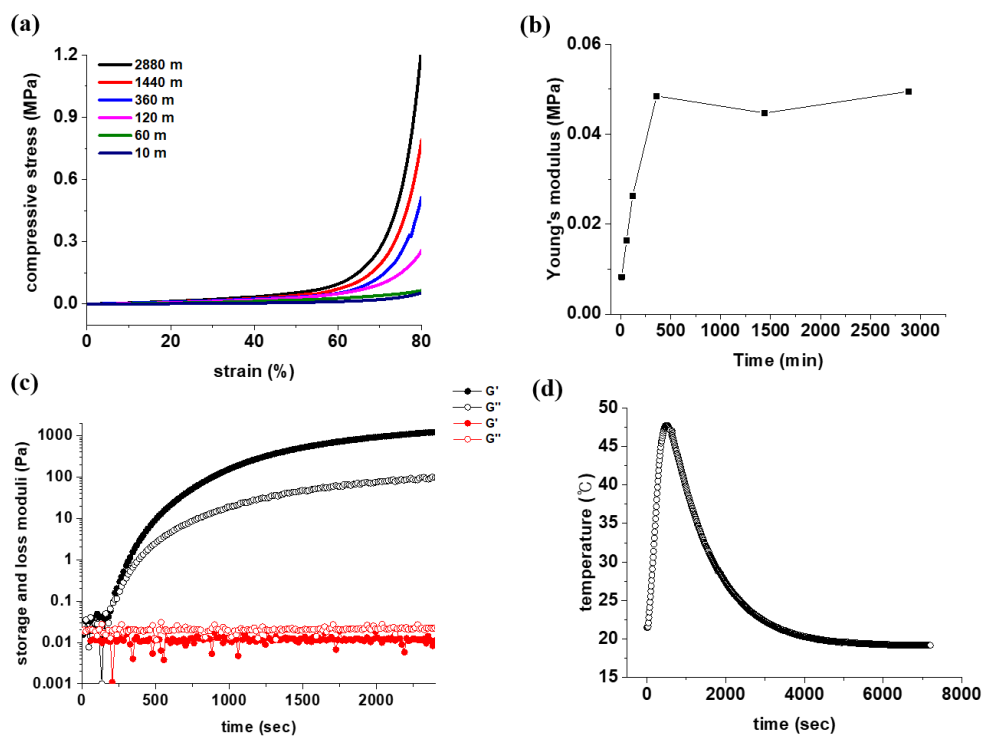 (a)
1.2
0.9
0.6
0.3
0.0
compressive stress (MPa)
2880 m
1440 m
360 m
120 m
60 m
10 m
0
20
40
60
80
strain (%)
(b)
0.06
0.04
0.02
0.00
Young's modulus (MPa)
0
500
1000
1500
2000
2500
3000
Time (min)
(c)
G'
G''
G'
G''
1000
100
10
1
0.1
0.01
0.001
storage and loss moduli (Pa)
0
500
1000
1500
2000
time (sec)
(d)
50
45
40
35
30
25
20
15
temperature (℃)
0
2000
4000
6000
8000
time (sec)